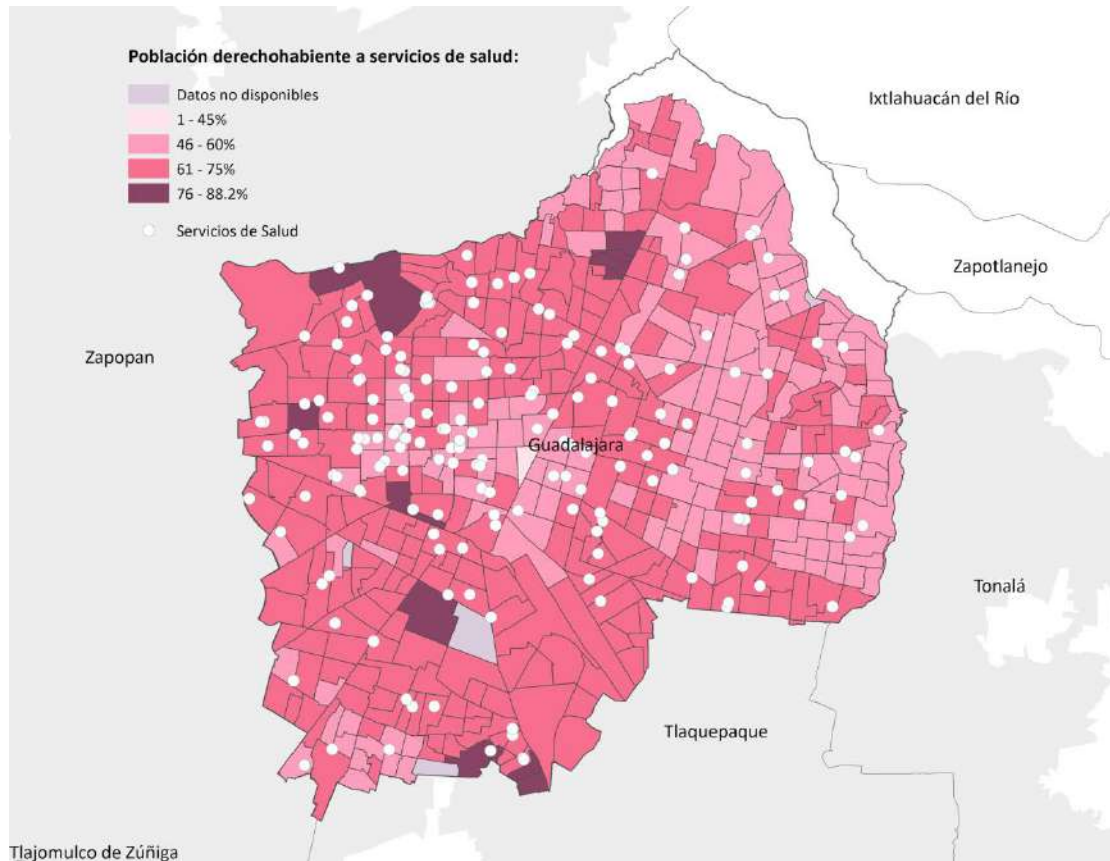 Población derechohabiente a servicios de salud:
Datos no disponibles
1 - 45%
46 - 60%
61 - 75%
76 - 88.2%
Servicios de Salud
Ixtlahuacán del Río
Zapotlanejo
Zapopan
Guadalajara
Tonalá
Tlaquepaque
Tlajomulco de Zúñiga